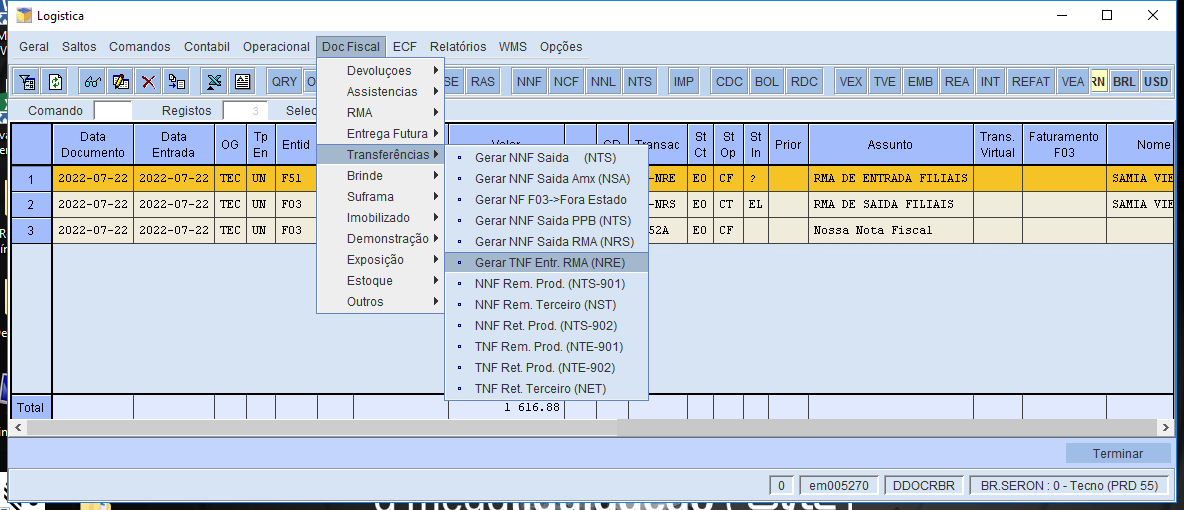 Logistica
Geral Saltos Comandos Contabil Operacional Doc Fiscal ECF Relatórios WMS Opções
QRY O SE RAS NNF NCF NNL NTS IMP CDC BOL RDC VEX TVE EMB REA INT REFAT VEA RN BRL USD
Comando Registos 3 Selec
Data Documento Data Entrada OG Tp En Entid Valor Transac St Ct St Op St In Prior Assunto Trans. Virtual Faturamento F03 Nome
1 2022-07-22 2022-07-22 TEC UN F51 -NRE E0 CF ? RMA DE ENTRADA FILIAIS SAMIA VIE
2 2022-07-22 2022-07-22 TEC UN F03 -NRS E0 CT EL RMA DE SAIDA FILIAIS SAMIA VIE
3 2022-07-22 2022-07-22 TEC UN F03 52A E0 CF Nossa Nota Fiscal
Devoluçoes
Assistencias
RMA
Entrega Futura
Transferências
Brinde
Suframa
Imobilizado
Demonstração
Exposição
Estoque
Outros
Gerar NNF Saida (NTS)
Gerar NNF Saida Amx (NSA)
Gerar NF F03->Fora Estado
Gerar NNF Saida PPB (NTS)
Gerar NNF Saida RMA (NRS)
Gerar TNF Entr. RMA (NRE)
NNF Rem. Prod. (NTS-901)
NNF Rem. Terceiro (NST)
NNF Ret. Prod. (NTS-902)
TNF Rem. Prod. (NTE-901)
TNF Ret. Prod. (NTE-902)
TNF Ret. Terceiro (NET)
Total 1 616.88
Terminar
0 em005270 DDOCRBR BR.SERON : 0 - Tecno (PRD 55)